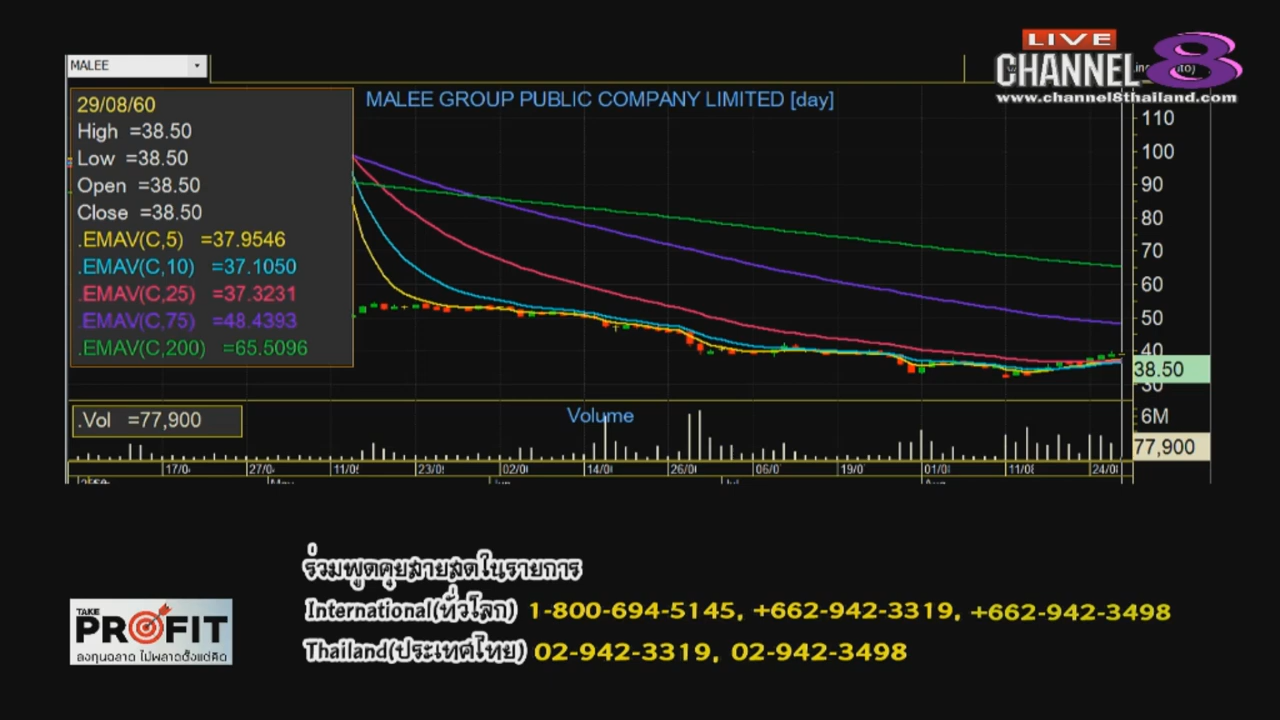 LIVE
CHANNEL 8
www.channel8thailand.com
MALEE
MALEE GROUP PUBLIC COMPANY LIMITED [day]
29/08/60
High =38.50
Low =38.50
Open =38.50
Close =38.50
.EMAV(C,5) =37.9546
.EMAV(C,10) =37.1050
.EMAV(C,25) =37.3231
.EMAV(C,75) =48.4393
.EMAV(C,200) =65.5096
110
100
90
80
70
60
50
40
38.50
30
.Vol =77,900
Volume
6M
77,900
17/0 27/0 11/0 23/0 02/0 14/0 26/0 06/0 19/0 01/0 11/0 24/0
ร่วมพูดคุยสายสดในรายการ
International(ทั่วโลก) 1-800-694-5145, +662-942-3319, +662-942-3498
Thailand(ประเทศไทย) 02-942-3319, 02-942-3498
TAKE
PROFIT
ลงทุนฉลาด ไม่พลาดตั้งแต่คิด